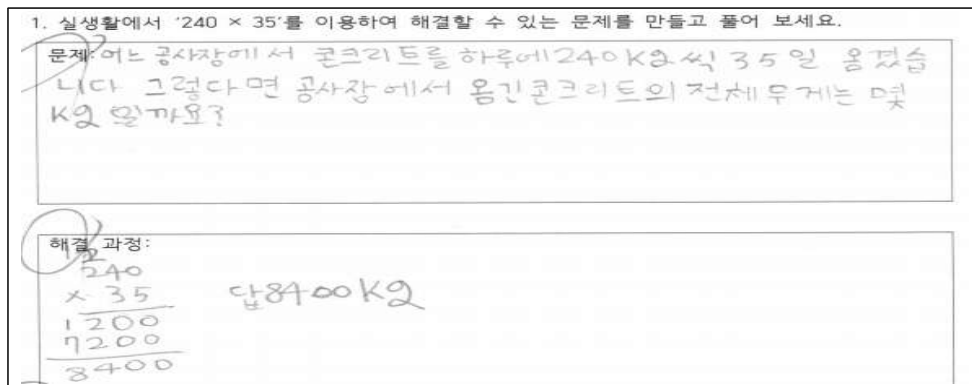 1. 실생활에서 '240 × 35'를 이용하여 해결할 수 있는 문제를 만들고 풀어 보세요.
문제: 어느 공사장에서 콘크리트를 하루에 240kg씩 35일 옮겼습
니다 그렇다면 공사장에서 옮긴 콘크리트의 전체무게는 몇
kg 일까요?
해결 과정:
12
240
× 35 답 8400kg
1200
7200
8400